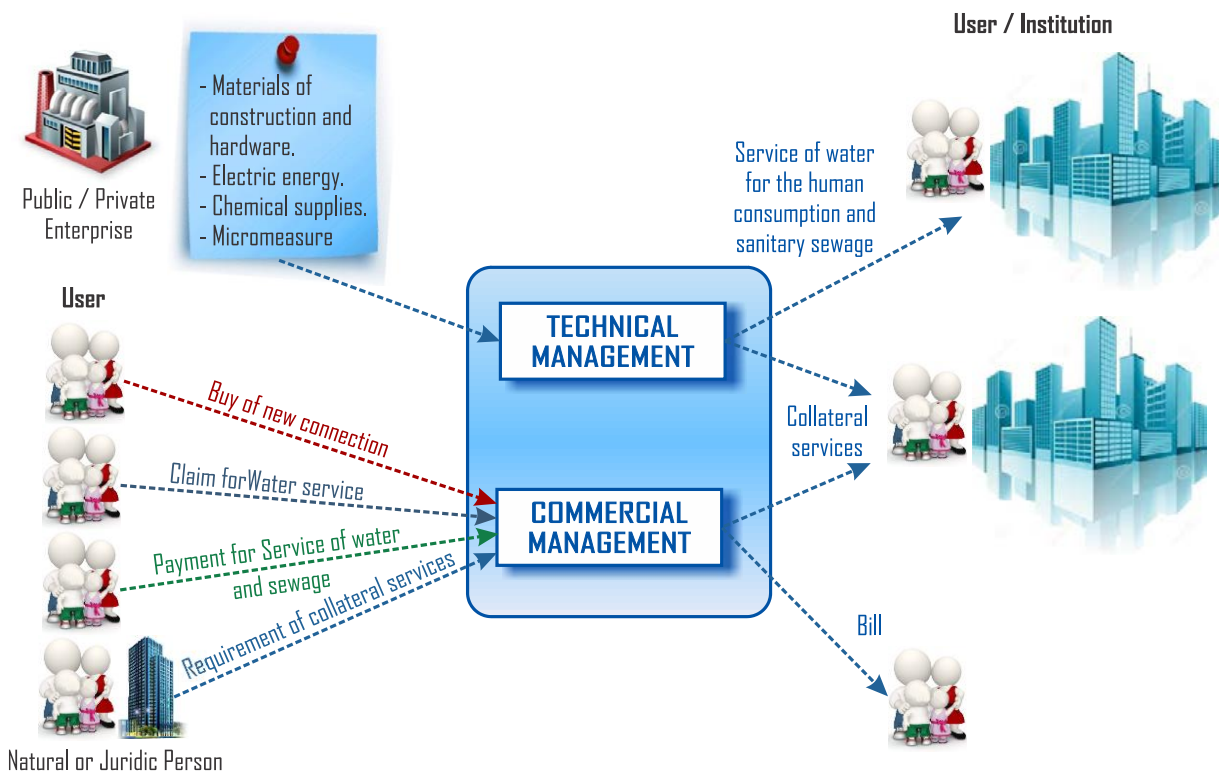 User / Institution
- Materials of
construction and
hardware.
- Electric energy.
- Chemical supplies.
- Micromeasure
Public / Private
Enterprise
Service of water
for the human
consumption and
sanitary sewage
User
TECHNICAL
MANAGEMENT
Buy of new connection
Collateral
services
Claim forWater service
COMMERCIAL
MANAGEMENT
Payment for Service of water
and sewage
Requirement of collateral services
Bill
Natural or Juridic Person